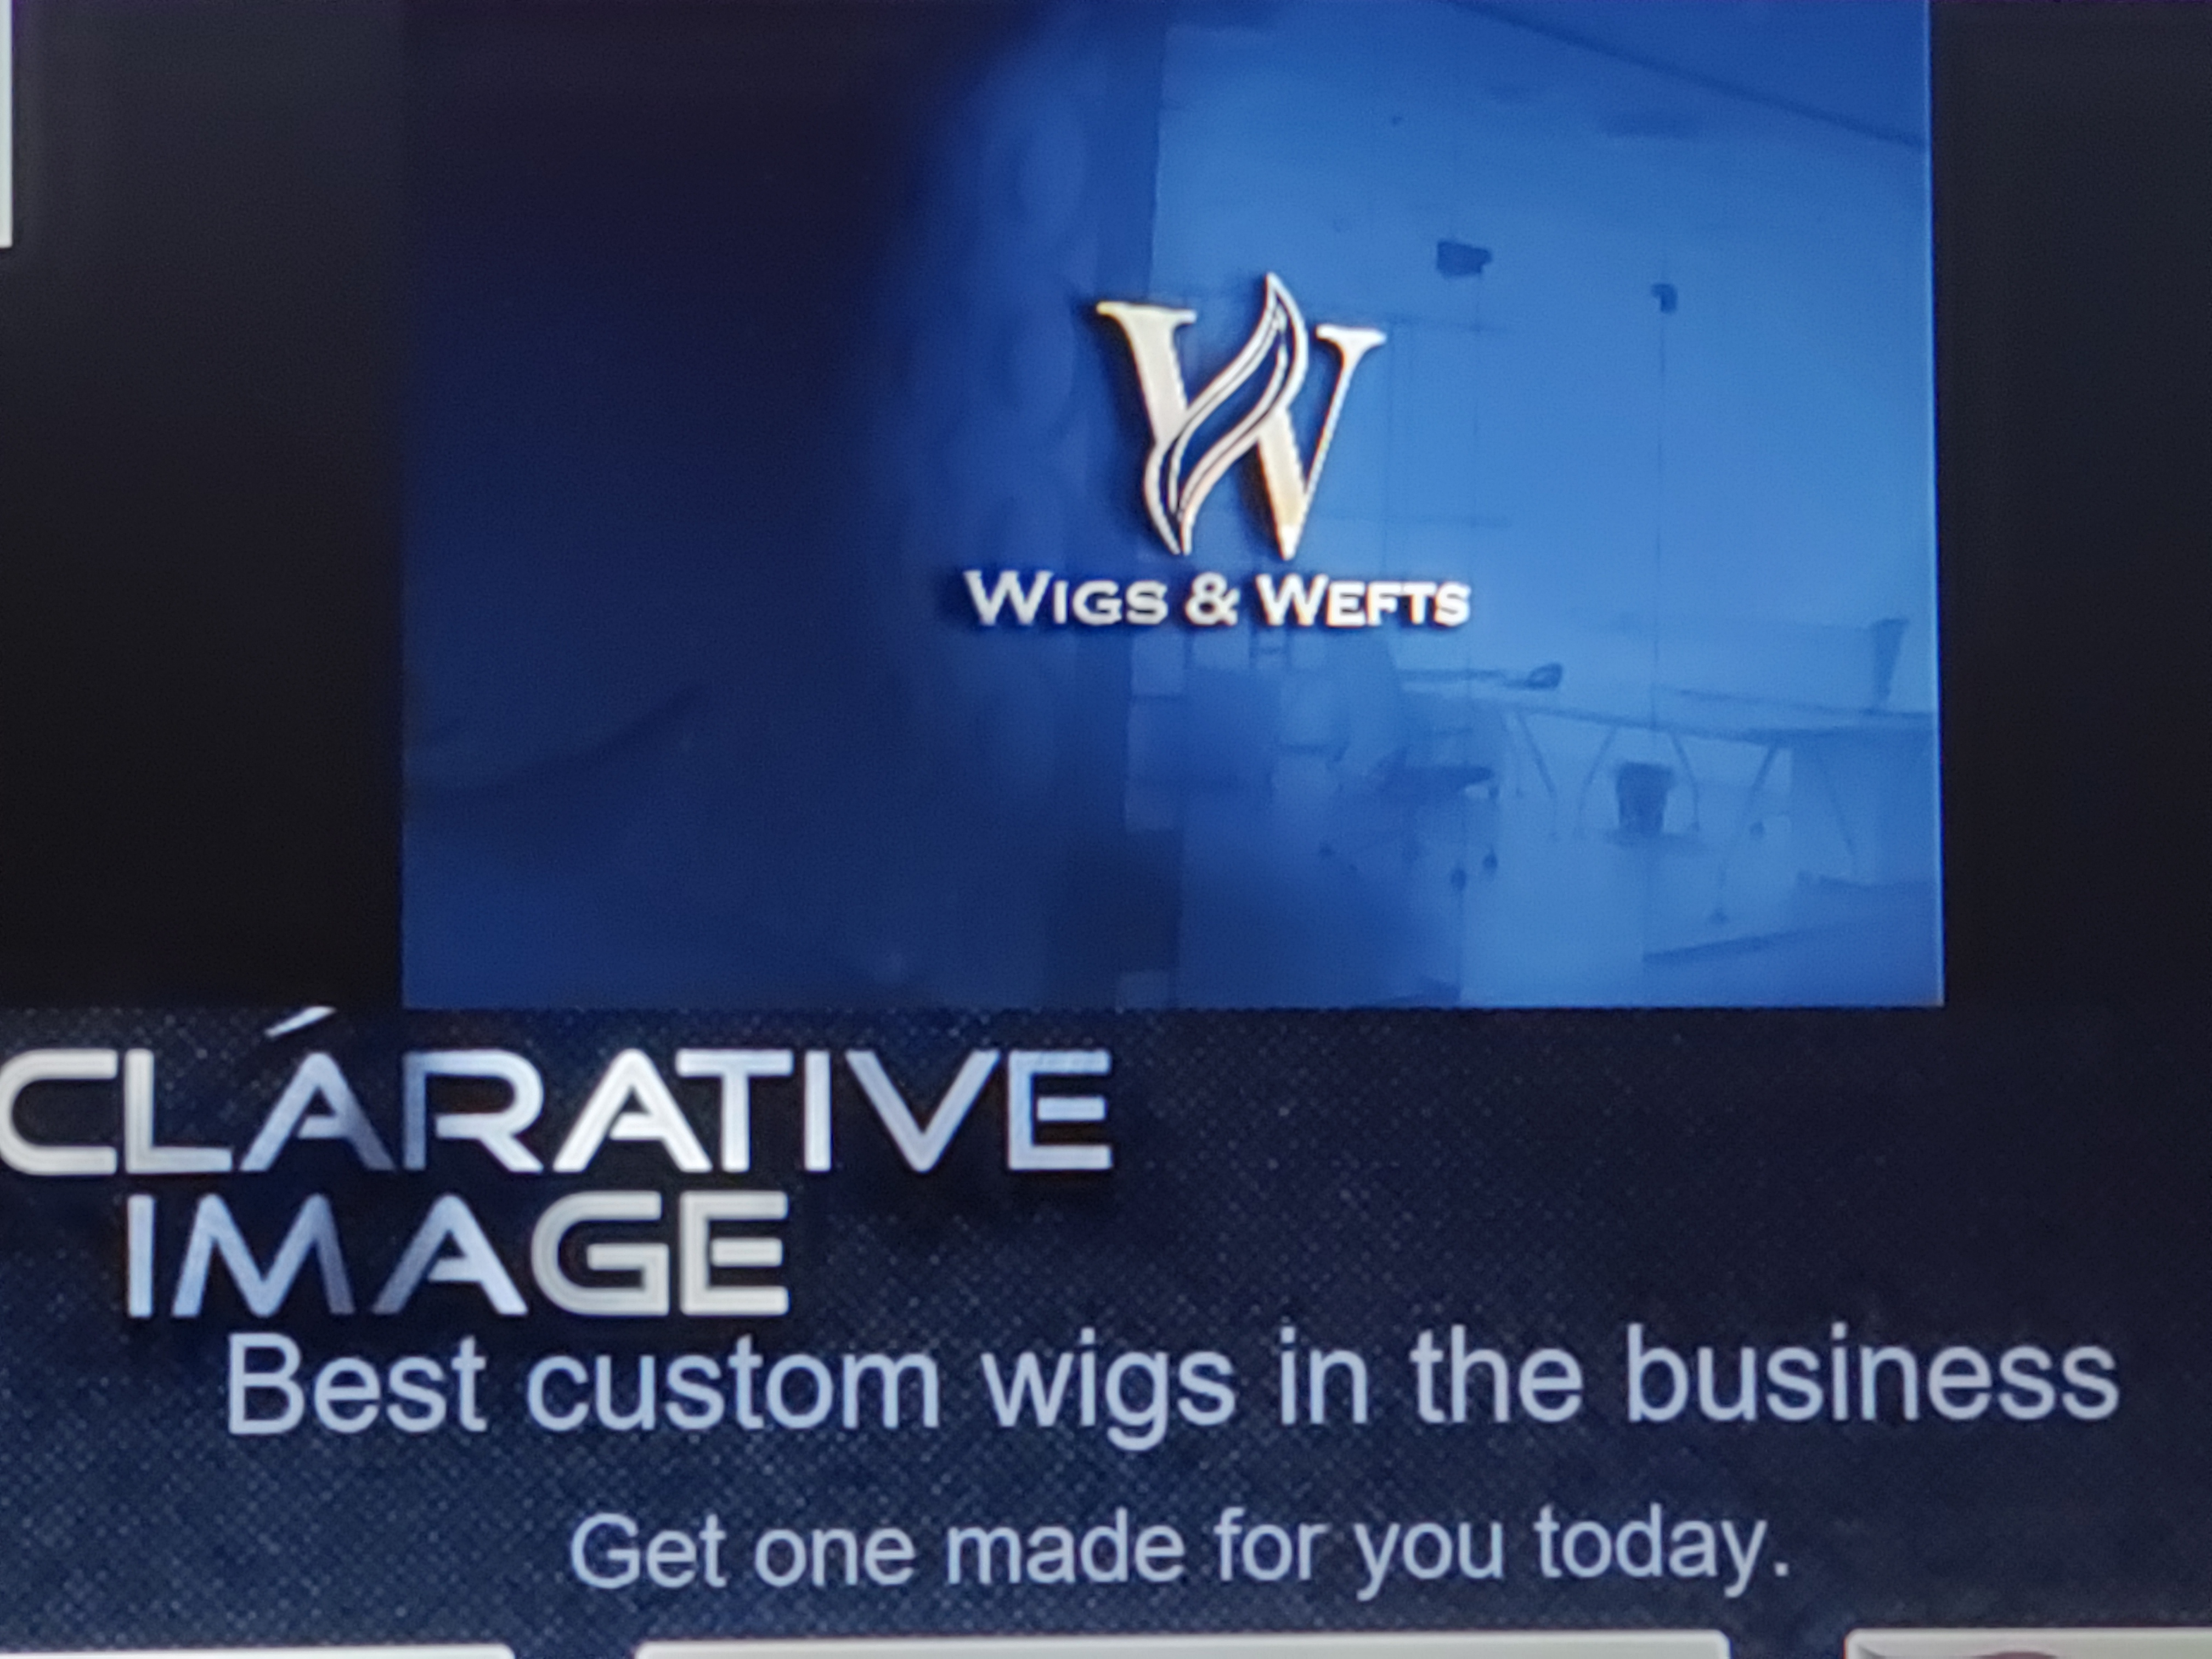 W
WIGS & WEFTS
CLÁRATIVE
IMAGE
Best custom wigs in the business
Get one made for you today.